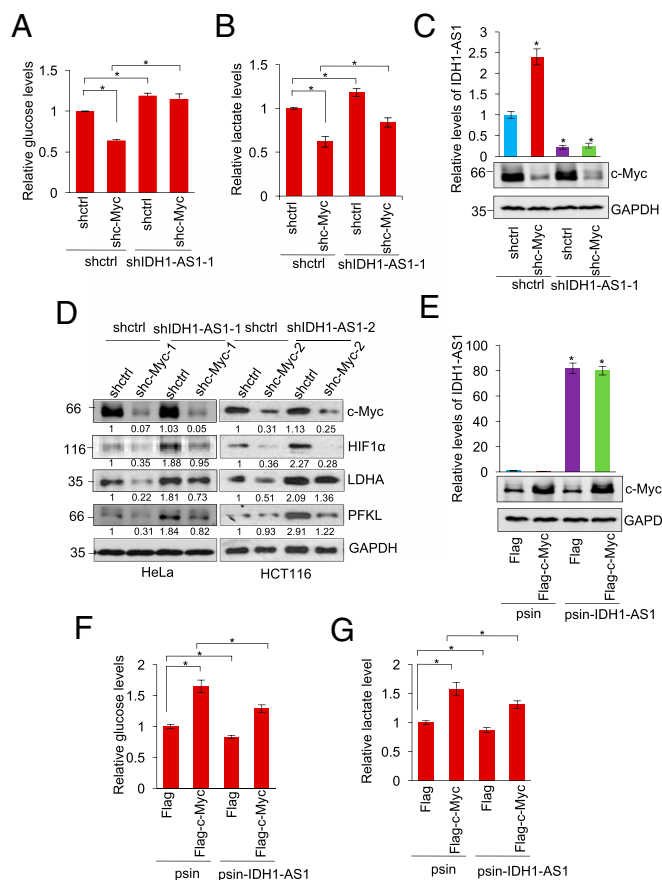 A
Relative glucose levels
1.5
1
0.5
0
*
*
*
shctrl
shc-Myc
shctrl
shc-Myc
shctrl
shIDH1-AS1-1
B
Relative lactate levels
1.5
1
0.5
0
*
*
*
shctrl
shc-Myc
shctrl
shc-Myc
shctrl
shIDH1-AS1-1
C
Relative levels of IDH1-AS1
3
2.5
2
1.5
1
0.5
0
*
*
*
66
c-Myc
35
GAPDH
shctrl
shc-Myc
shctrl
shc-Myc
shctrl
shIDH1-AS1-1
D
shctrl shIDH1-AS1-1 shctrl shIDH1-AS1-2
shctrl shc-Myc-1 shctrl shc-Myc-1 shctrl shc-Myc-2 shctrl shc-Myc-2
66 c-Myc
1 0.07 1.03 0.05 1 0.31 1.13 0.25
116 HIF1α
1 0.35 1.88 0.95 1 0.36 2.27 0.28
35 LDHA
1 0.22 1.81 0.73 1 0.51 2.09 1.36
66 PFKL
1 0.31 1.84 0.82 1 0.93 2.91 1.22
35 GAPDH
HeLa HCT116
E
Relative levels of IDH1-AS1
100
80
60
40
20
0
*
*
66
c-Myc
35
GAPD
Flag
Flag-c-Myc
Flag
Flag-c-Myc
psin
psin-IDH1-AS1
F
Relative glucose levels
2
1.5
1
0.5
0
*
*
*
Flag
Flag-c-Myc
Flag
Flag-c-Myc
psin
psin-IDH1-AS1
G
Relative lactate level
2
1.5
1
0.5
0
*
*
*
Flag
Flag-c-Myc
Flag
Flag-c-Myc
psin
psin-IDH1-AS1